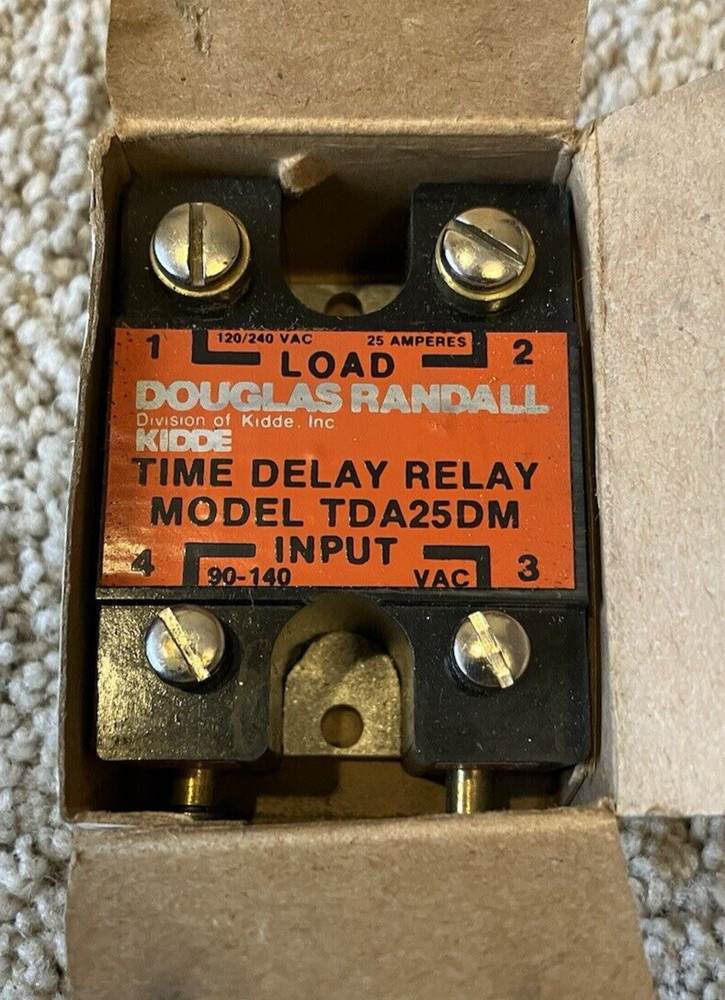 1 120/240 VAC 25 AMPERES 2
LOAD
DOUGLAS RANDALL
Division of Kidde, Inc
KIDDE
TIME DELAY RELAY
MODEL TDA25DM
INPUT
4 90-140 VAC 3